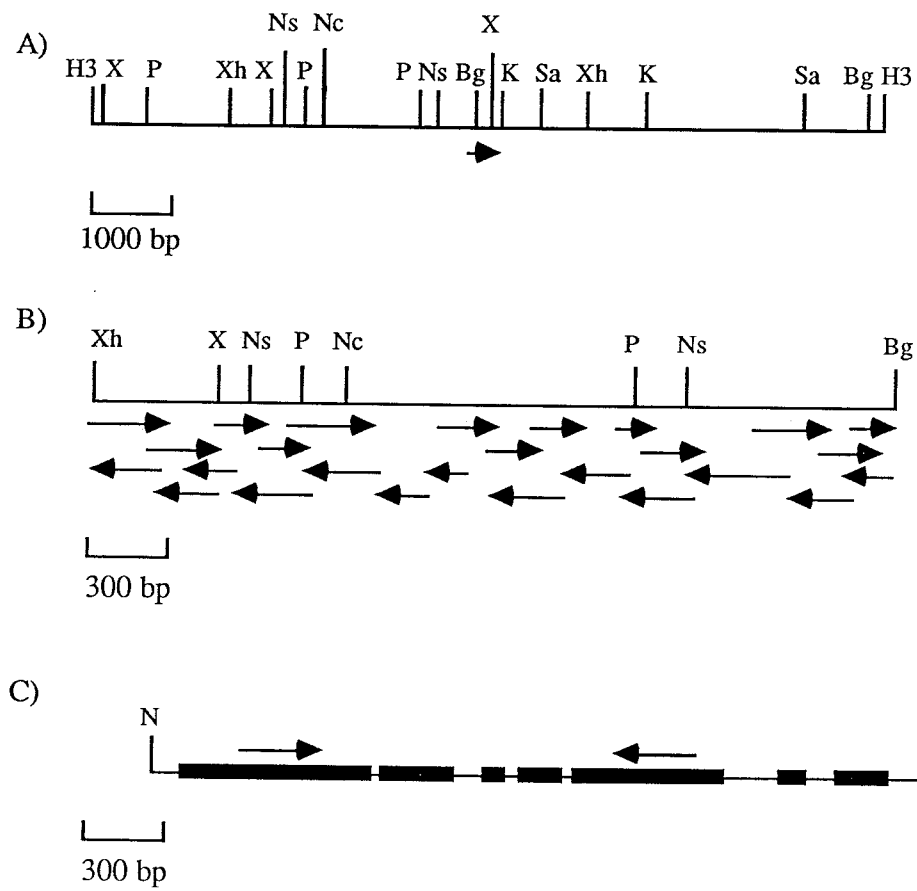 A)
H3 X P Xh X Ns P Nc P Ns Bg X K Sa Xh K Sa Bg H3
1000 bp
B)
Xh X Ns P Nc P Ns Bg
300 bp
C)
N
300 bp